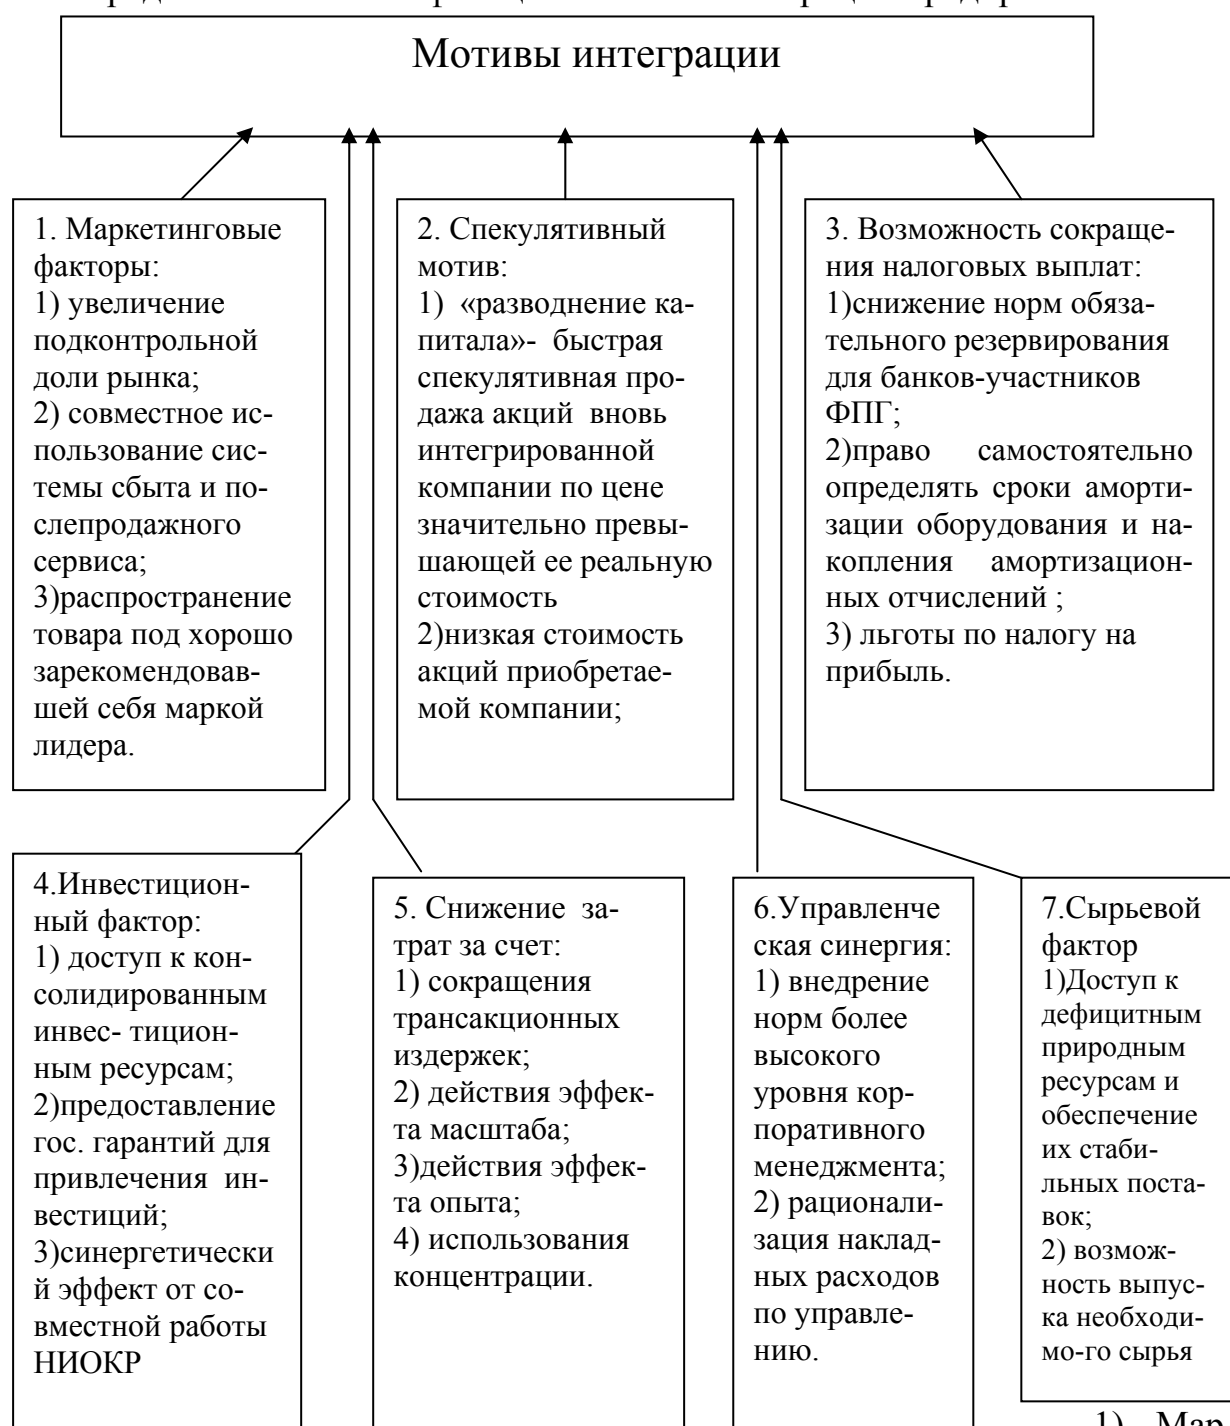 Мотивы интеграции
1. Маркетинговые
факторы:
1) увеличение
подконтрольной
доли рынка;
2) совместное ис-
пользование сис-
темы сбыта и по-
слепродажного
сервиса;
3)распространение
товара под хорошо
зарекомендовав-
шей себя маркой
лидера.
2. Спекулятивный
мотив:
1) «разводнение ка-
питала»- быстрая
спекулятивная про-
дажа акций вновь
интегрированной
компании по цене
значительно превы-
шающей ее реальную
стоимость
2)низкая стоимость
акций приобретае-
мой компании;
3. Возможность сокраще-
ния налоговых выплат:
1)снижение норм обяза-
тельного резервирования
для банков-участников
ФПГ;
2)право самостоятельно
определять сроки аморти-
зации оборудования и на-
копления амортизацион-
ных отчислений ;
3) льготы по налогу на
прибыль.
4.Инвестицион-
ный фактор:
1) доступ к кон-
солидированным
инвес- тицион-
ным ресурсам;
2)предоставление
гос. гарантий для
привлечения ин-
вестиций;
3)синергетически
й эффект от со-
вместной работы
НИОКР
5. Снижение за-
трат за счет:
1) сокращения
трансакционных
издержек;
2) действия эффек-
та масштаба;
3)действия эффек-
та опыта;
4) использования
концентрации.
6.Управленче
ская синергия:
1) внедрение
норм более
высокого
уровня кор-
поративного
менеджмента;
2) рационали-
зация наклад-
ных расходов
по управле-
нию.
7.Сырьевой
фактор
1)Доступ к
дефицитным
природным
ресурсам и
обеспечение
их стаби-
льных поста-
вок;
2) возмож-
ность выпус-
ка необходи-
мо-го сырья
1) Мар